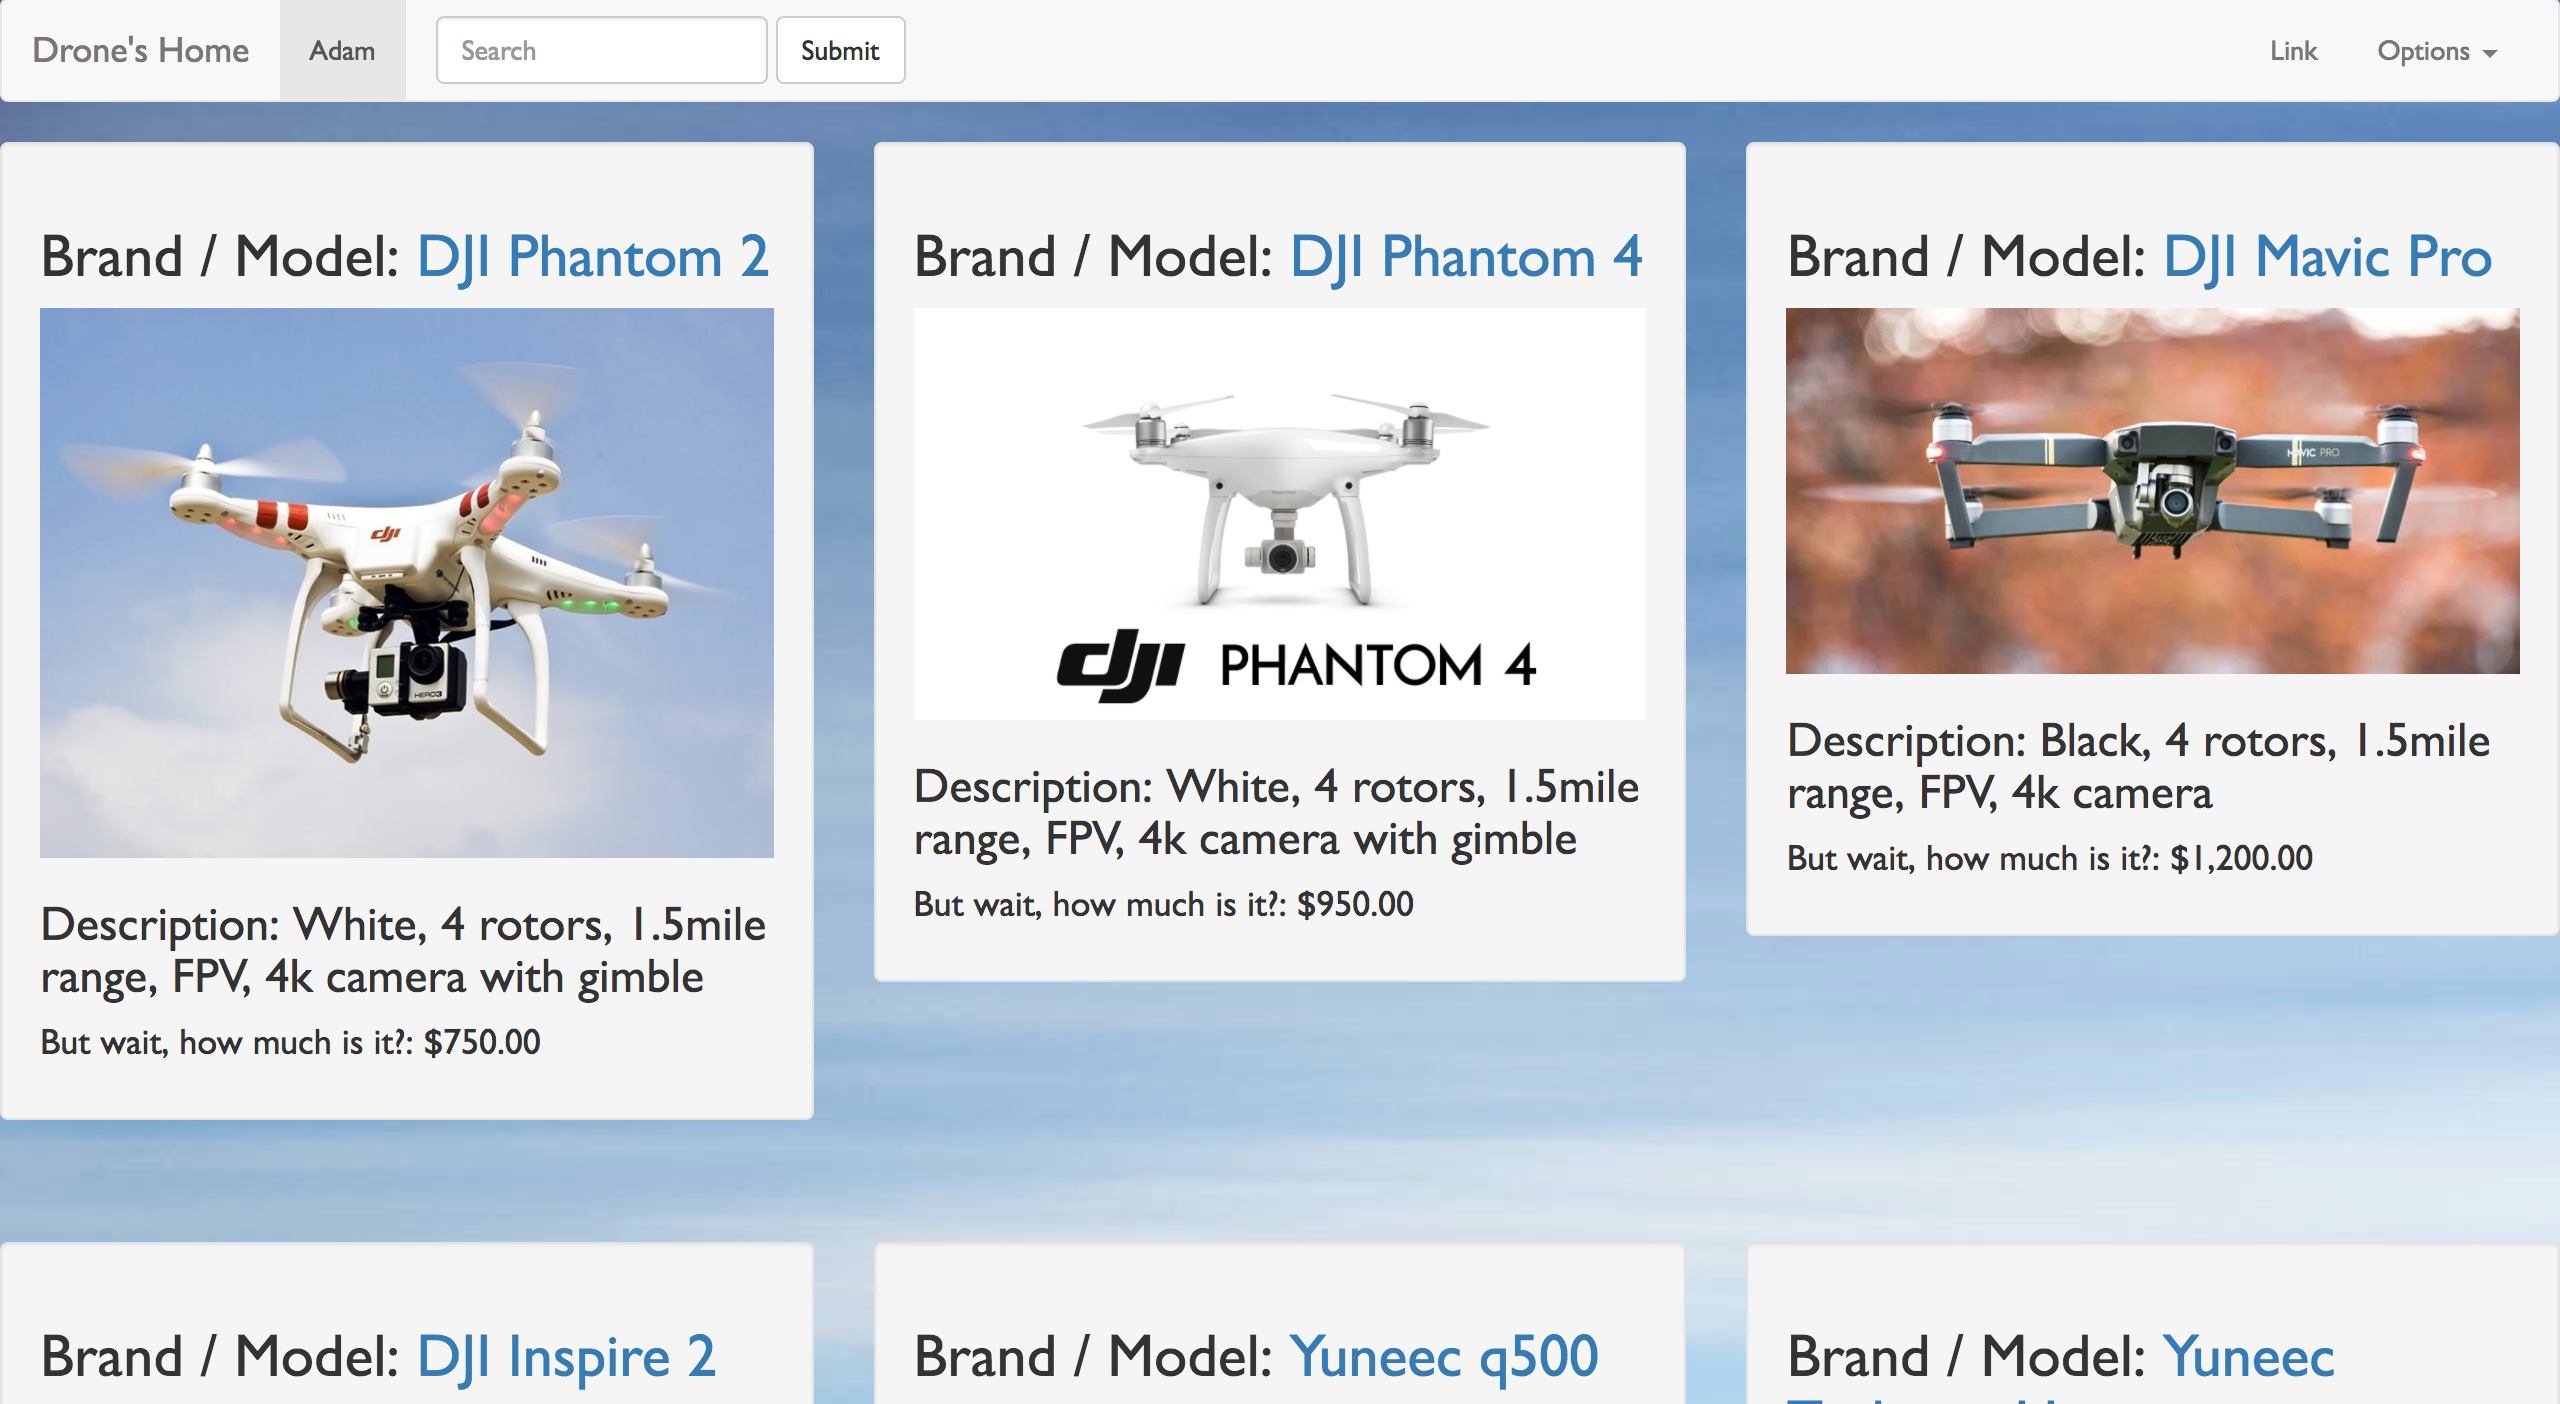 Drone's Home Adam Search Submit Link Options
Brand / Model: DJI Phantom 2
dji
HERO3
Description: White, 4 rotors, 1.5mile
range, FPV, 4k camera with gimble
But wait, how much is it?: $750.00
Brand / Model: DJI Phantom 4
PHANTOM
dji PHANTOM 4
Description: White, 4 rotors, 1.5mile
range, FPV, 4k camera with gimble
But wait, how much is it?: $950.00
Brand / Model: DJI Mavic Pro
MAVIC PRO
Description: Black, 4 rotors, 1.5mile
range, FPV, 4k camera
But wait, how much is it?: $1,200.00
Brand / Model: DJI Inspire 2
Brand / Model: Yuneec q500
Brand / Model: Yuneec